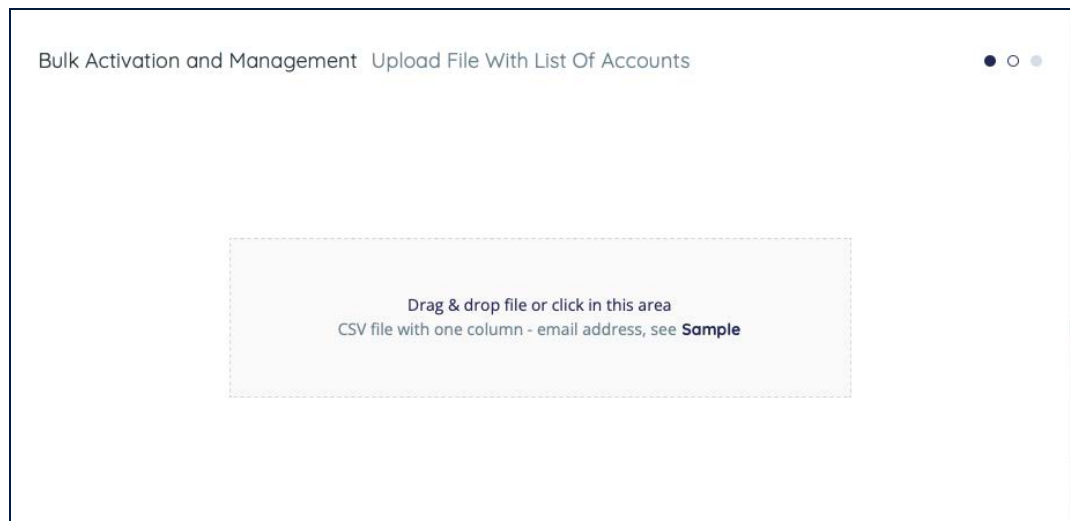 Bulk Activation and Management Upload File With List Of Accounts
Drag & drop file or click in this area
CSV file with one column - email address, see Sample